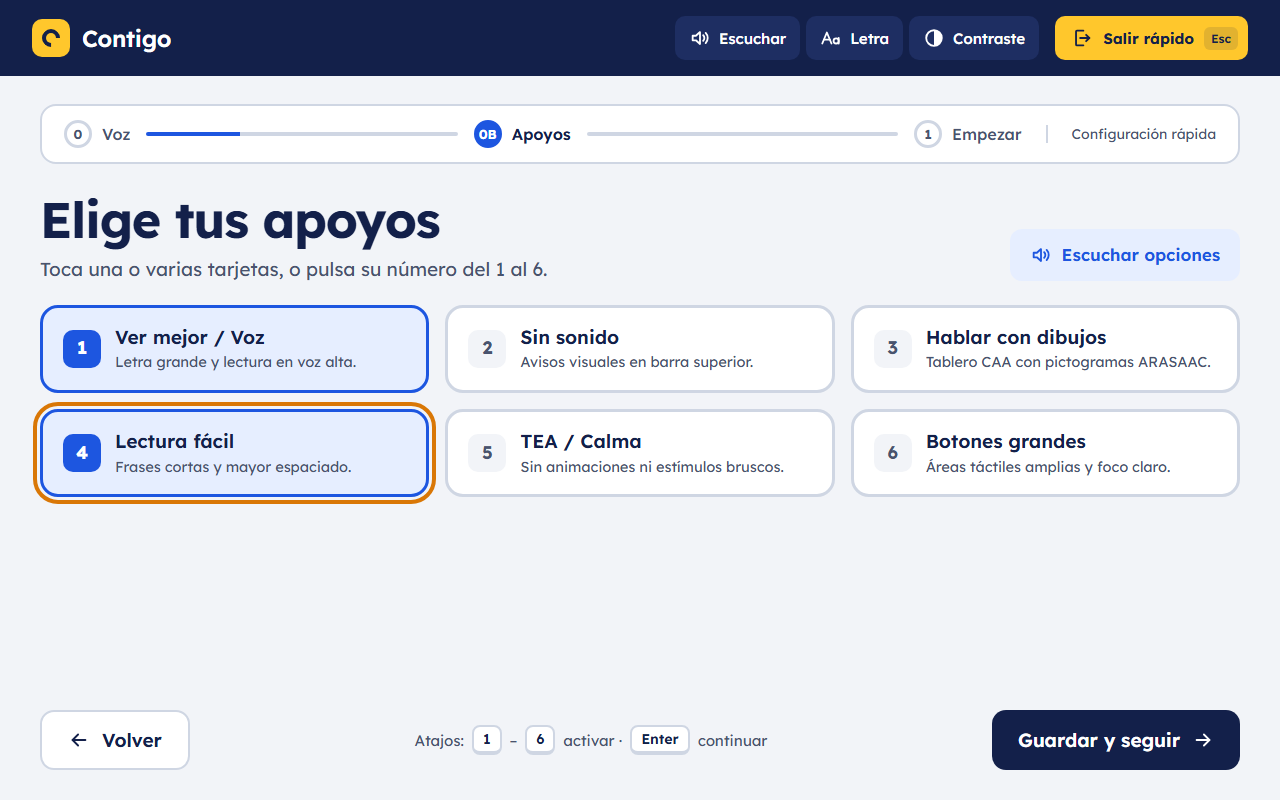 Contigo
Escuchar
Letra
Contraste
Salir rápido Esc
0 Voz
0B Apoyos
1 Empezar
Configuración rápida
Elige tus apoyos
Toca una o varias tarjetas, o pulsa su número del 1 al 6.
Escuchar opciones
1 Ver mejor / Voz
Letra grande y lectura en voz alta.
2 Sin sonido
Avisos visuales en barra superior.
3 Hablar con dibujos
Tablero CAA con pictogramas ARASAAC.
4 Lectura fácil
Frases cortas y mayor espaciado.
5 TEA / Calma
Sin animaciones ni estímulos bruscos.
6 Botones grandes
Áreas táctiles amplias y foco claro.
Volver
Atajos: 1 – 6 activar · Enter continuar
Guardar y seguir